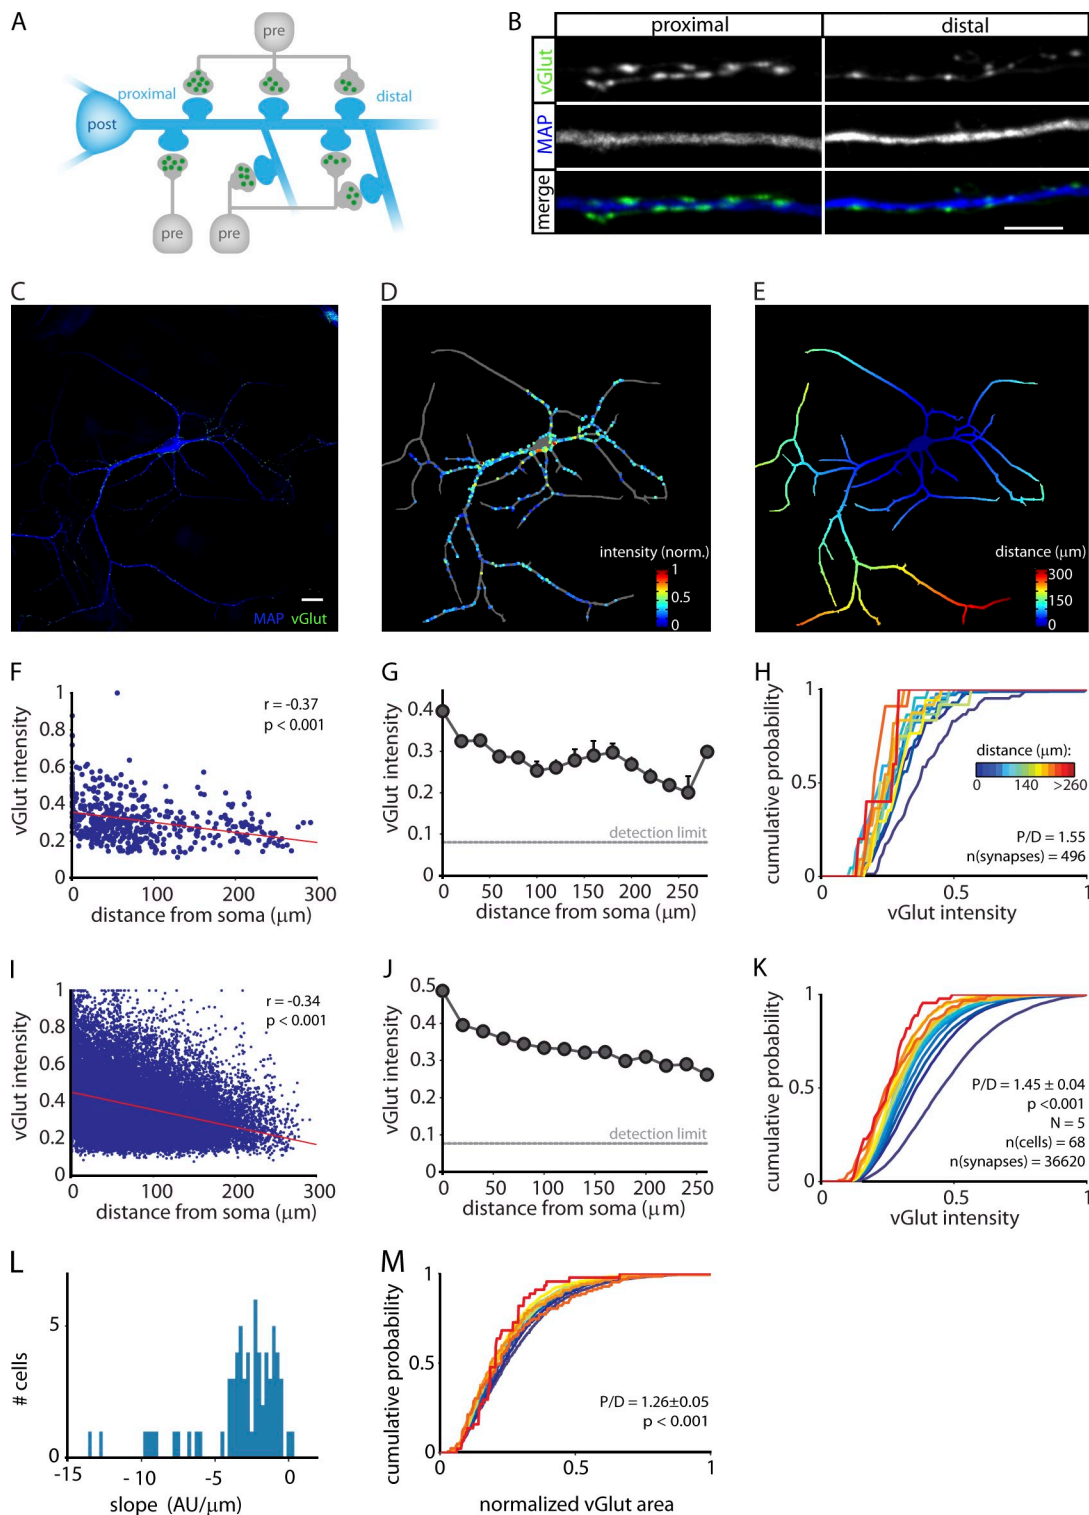 A
pre
proximal
distal
post
pre
pre
B
proximal
distal
vGlut
MAP
merge
C
MAP vGlut
D
intensity (norm.)
1
0.5
0
E
distance (μm)
300
150
0
F
vGlut intensity
1
0.8
0.6
0.4
0.2
0
r = -0.37
p < 0.001
0 100 200 300
distance from soma (μm)
G
vGlut intensity
0.4
0.3
0.2
0.1
0
detection limit
0 50 100 150 200 250
distance from soma (μm)
H
cumulative probability
1
0.5
0
distance (μm):
0 140 >260
P/D = 1.55
n(synapses) = 496
0 0.5 1
vGlut intensity
I
vGlut intensity
1
0.8
0.6
0.4
0.2
0
r = -0.34
p < 0.001
0 100 200 300
distance from soma (μm)
J
vGlut intensity
0.5
0.4
0.3
0.2
0.1
0
detection limit
0 50 100 150 200 250
distance from soma (μm)
K
cumulative probability
1
0.5
0
P/D = 1.45 ± 0.04
p <0.001
N = 5
n(cells) = 68
n(synapses) = 36620
0 0.5 1
vGlut intensity
L
# cells
5
0
-15 -10 -5 0
slope (AU/μm)
M
cumulative probability
1
0.5
0
P/D = 1.26±0.05
p < 0.001
0 0.5 1
normalized vGlut area